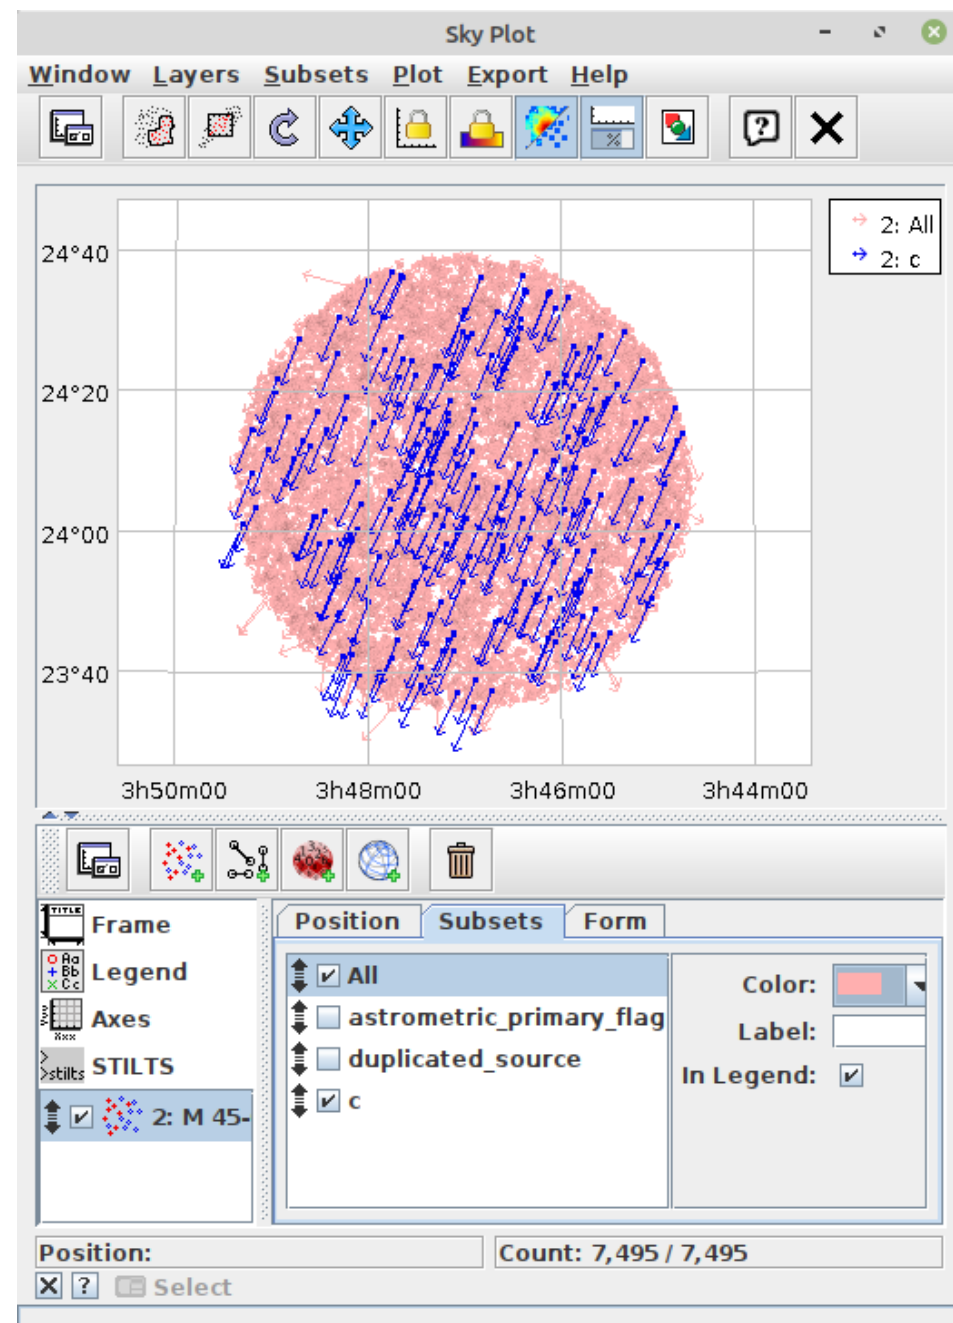 Sky Plot
Window Layers Subsets Plot Export Help
2: All
2: c
24°40
24°20
24°00
23°40
3h50m00 3h48m00 3h46m00 3h44m00
Frame
Legend
Axes
STILTS
2: M 45-
Position Subsets Form
All
astrometric_primary_flag
duplicated_source
c
Color:
Label:
In Legend:
Position:
Count: 7,495 / 7,495
Select